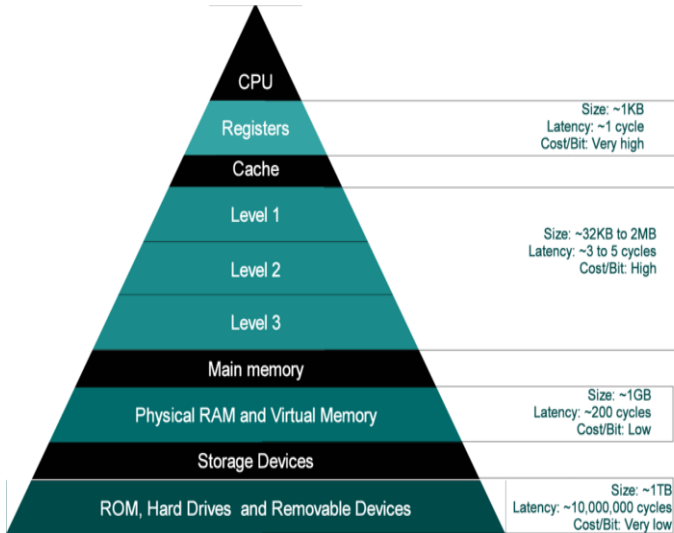 CPU
Registers
Size: ~1KB
Latency: ~1 cycle
Cost/Bit: Very high
Cache
Level 1
Level 2
Level 3
Size: ~32KB to 2MB
Latency: ~3 to 5 cycles
Cost/Bit: High
Main memory
Physical RAM and Virtual Memory
Size: ~1GB
Latency: ~200 cycles
Cost/Bit: Low
Storage Devices
ROM, Hard Drives and Removable Devices
Size: ~1TB
Latency: ~10,000,000 cycles
Cost/Bit: Very low